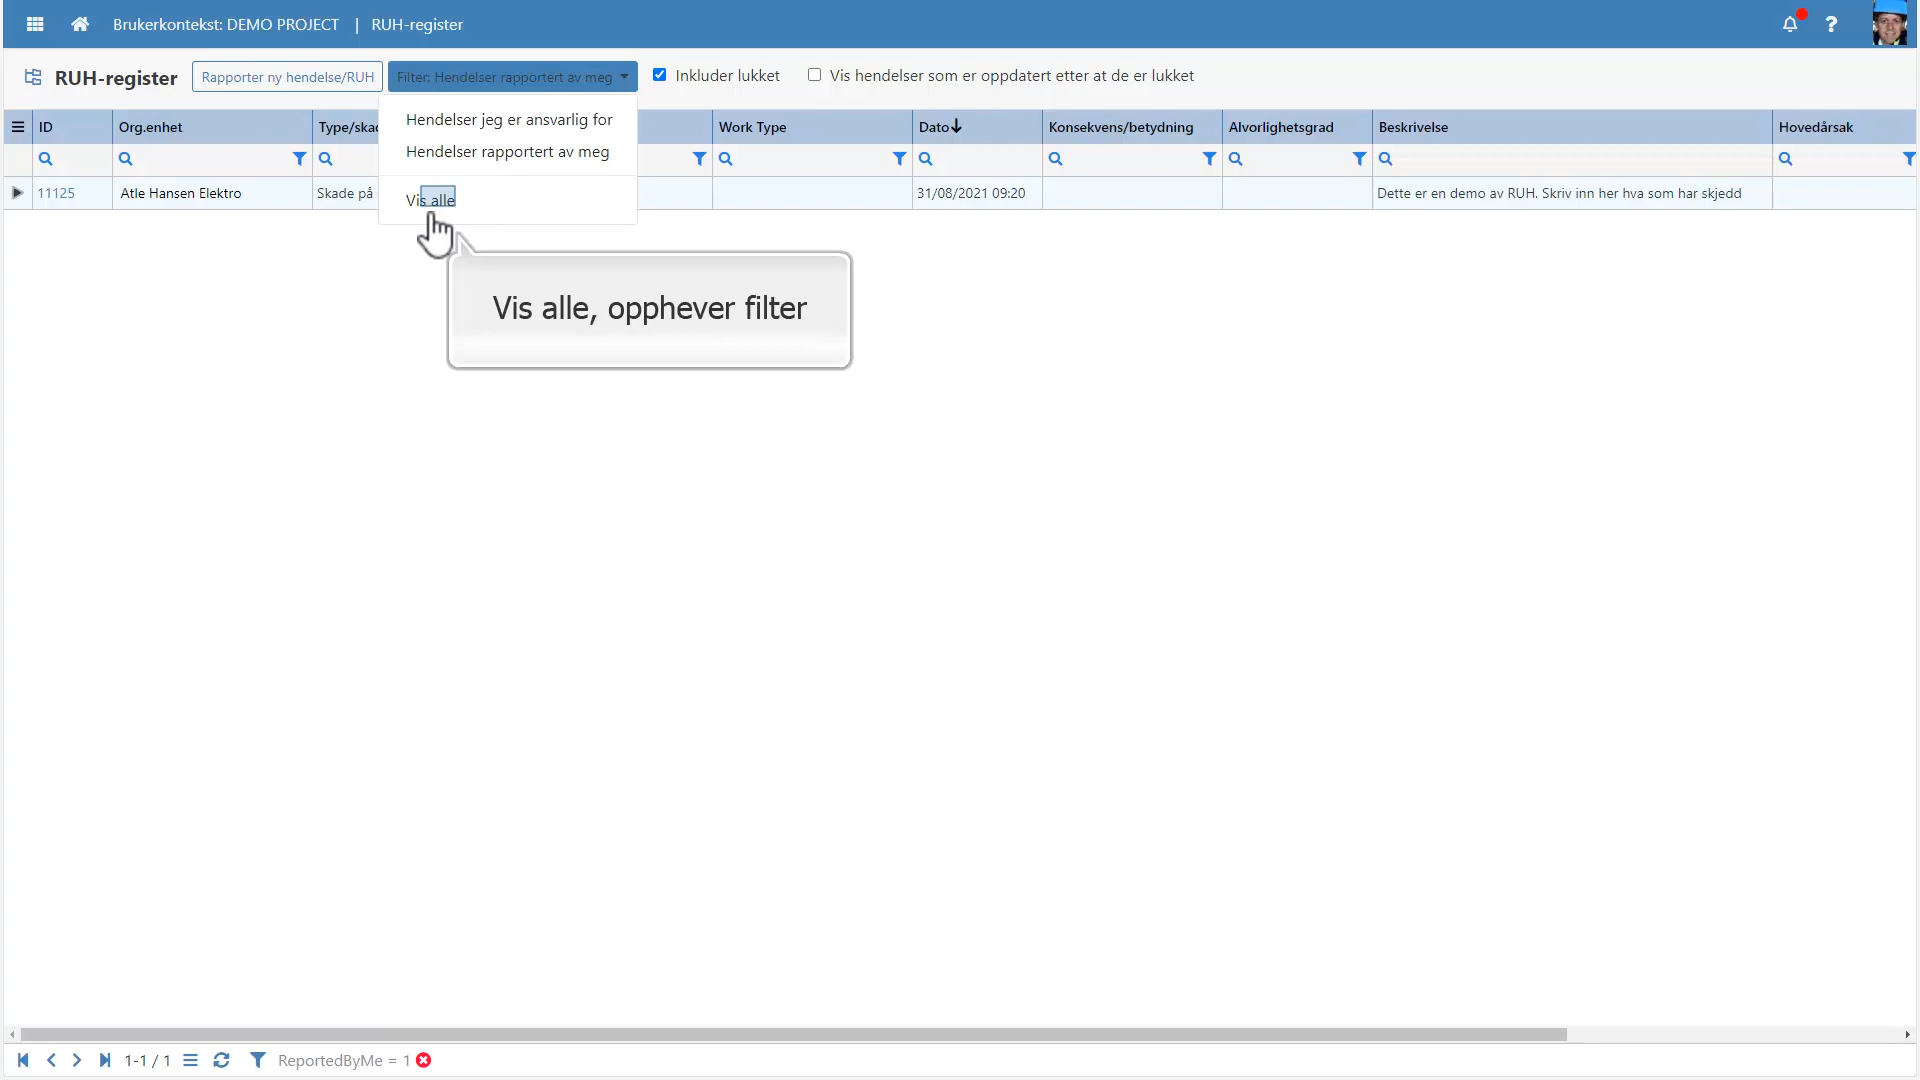 Brukerkontekst: DEMO PROJECT | RUH-register
RUH-register
Rapporter ny hendelse/RUH
Filter: Hendelser rapportert av meg
Inkluder lukket
Vis hendelser som er oppdatert etter at de er lukket
Hendelser jeg er ansvarlig for
Hendelser rapportert av meg
Vis alle
ID Org.enhet Type/ska Work Type Dato Konsekvens/betydning Alvorlighetsgrad Beskrivelse Hovedårsak
11125 Atle Hansen Elektro Skade på 31/08/2021 09:20 Dette er en demo av RUH. Skriv inn her hva som har skjedd
Vis alle, opphever filter
1-1 / 1 ReportedByMe = 1